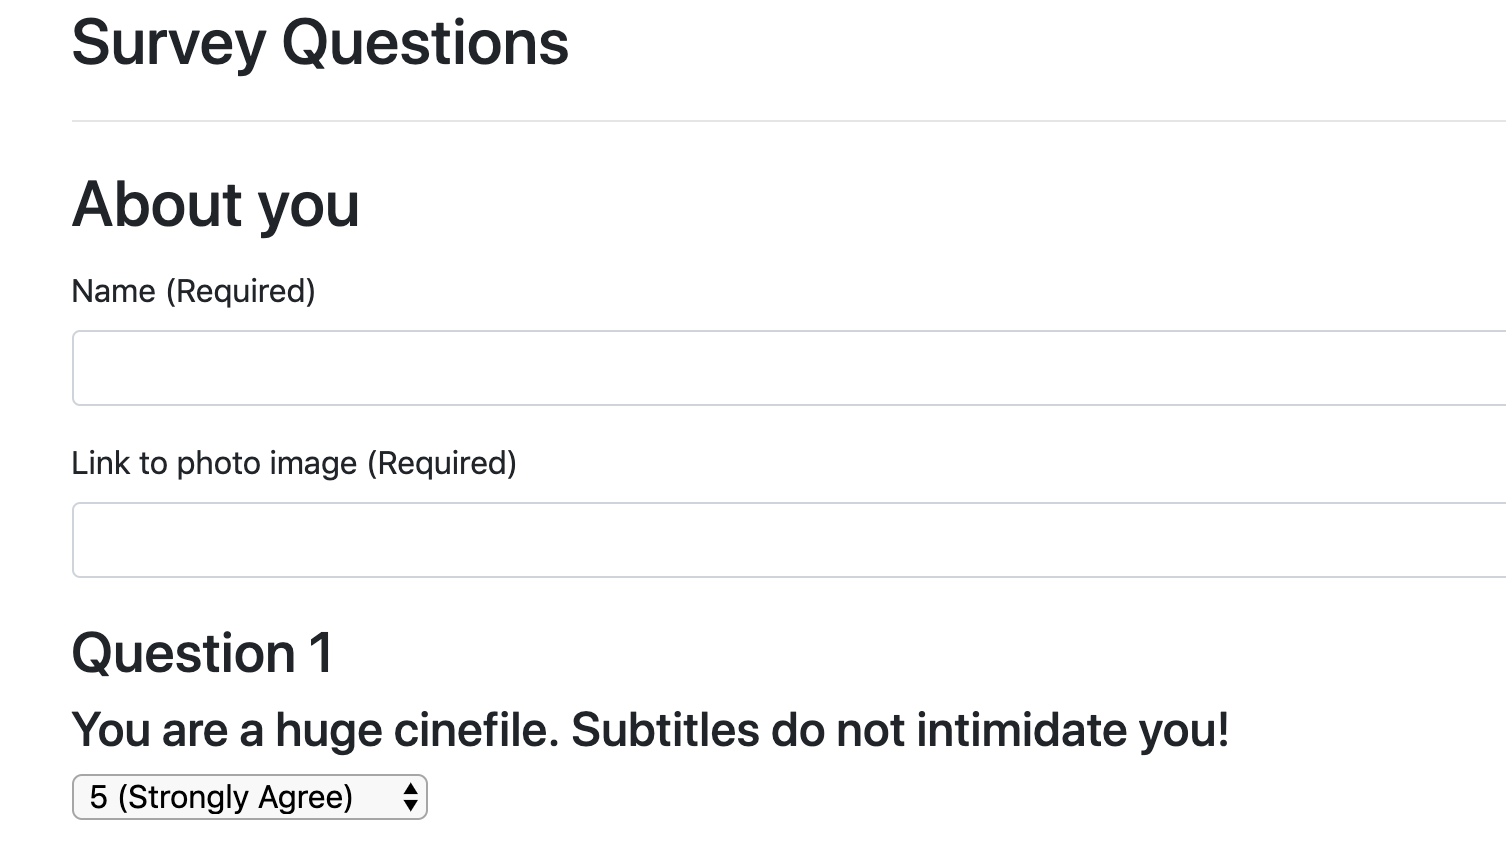 Survey Questions
About you
Name (Required)
Link to photo image (Required)
Question 1
You are a huge cinefile. Subtitles do not intimidate you!
5 (Strongly Agree)